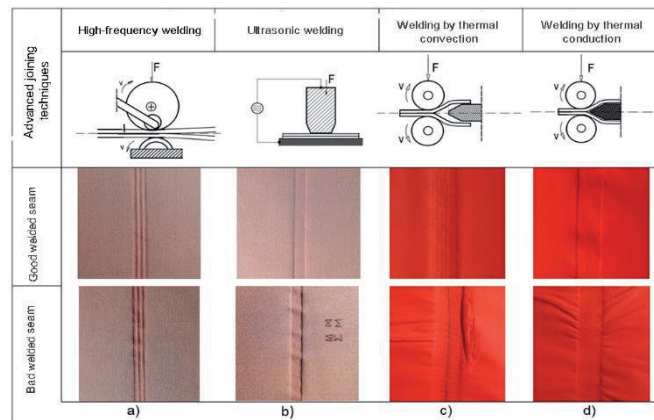 High-frequency welding
Ultrasonic welding
Welding by thermal
convection
Welding by thermal
conduction
Advanced joining
techniques
F
v
v
F
F
V
V
F
V
V
Good welded seam
Bad welded seam
a)
b)
c)
d)